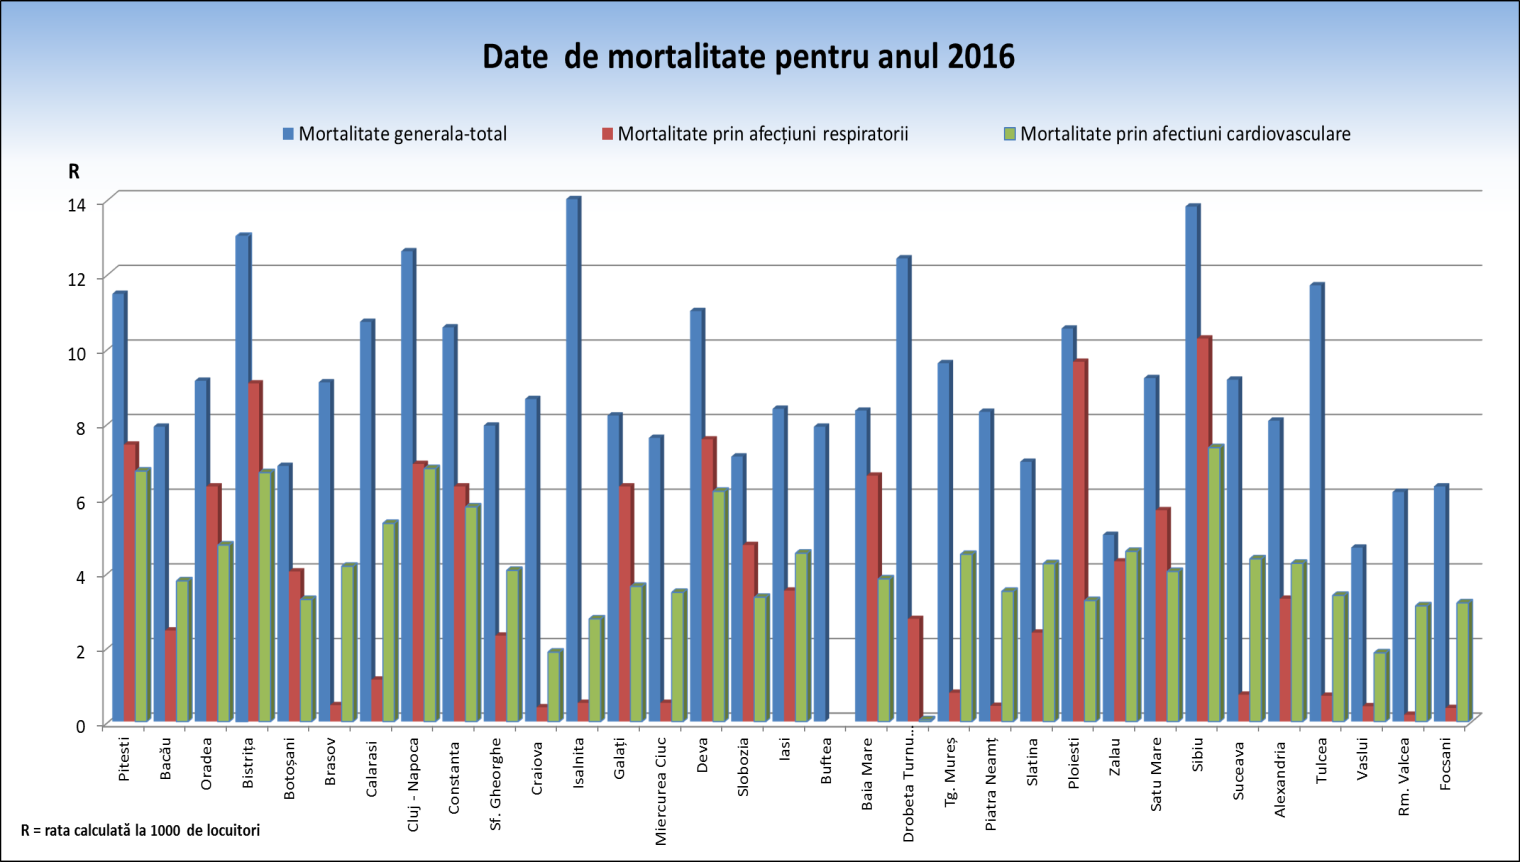 Date de mortalitate pentru anul 2016
Mortalitate generala-total
Mortalitate prin afecțiuni respiratorii
Mortalitate prin afectiuni cardiovasculare
R
14
12
10
8
6
4
2
0
Pitesti
Bacău
Oradea
Bistrița
Botoșani
Brasov
Calarasi
Cluj - Napoca
Constanta
Sf. Gheorghe
Craiova
Isalnita
Galați
Miercurea Ciuc
Deva
Slobozia
Iasi
Buftea
Baia Mare
Drobeta Turnu...
Tg. Mureș
Piatra Neamț
Slatina
Ploiesti
Zalau
Satu Mare
Sibiu
Suceava
Alexandria
Tulcea
Vaslui
Rm. Valcea
Focsani
R = rata calculată la 1000 de locuitori